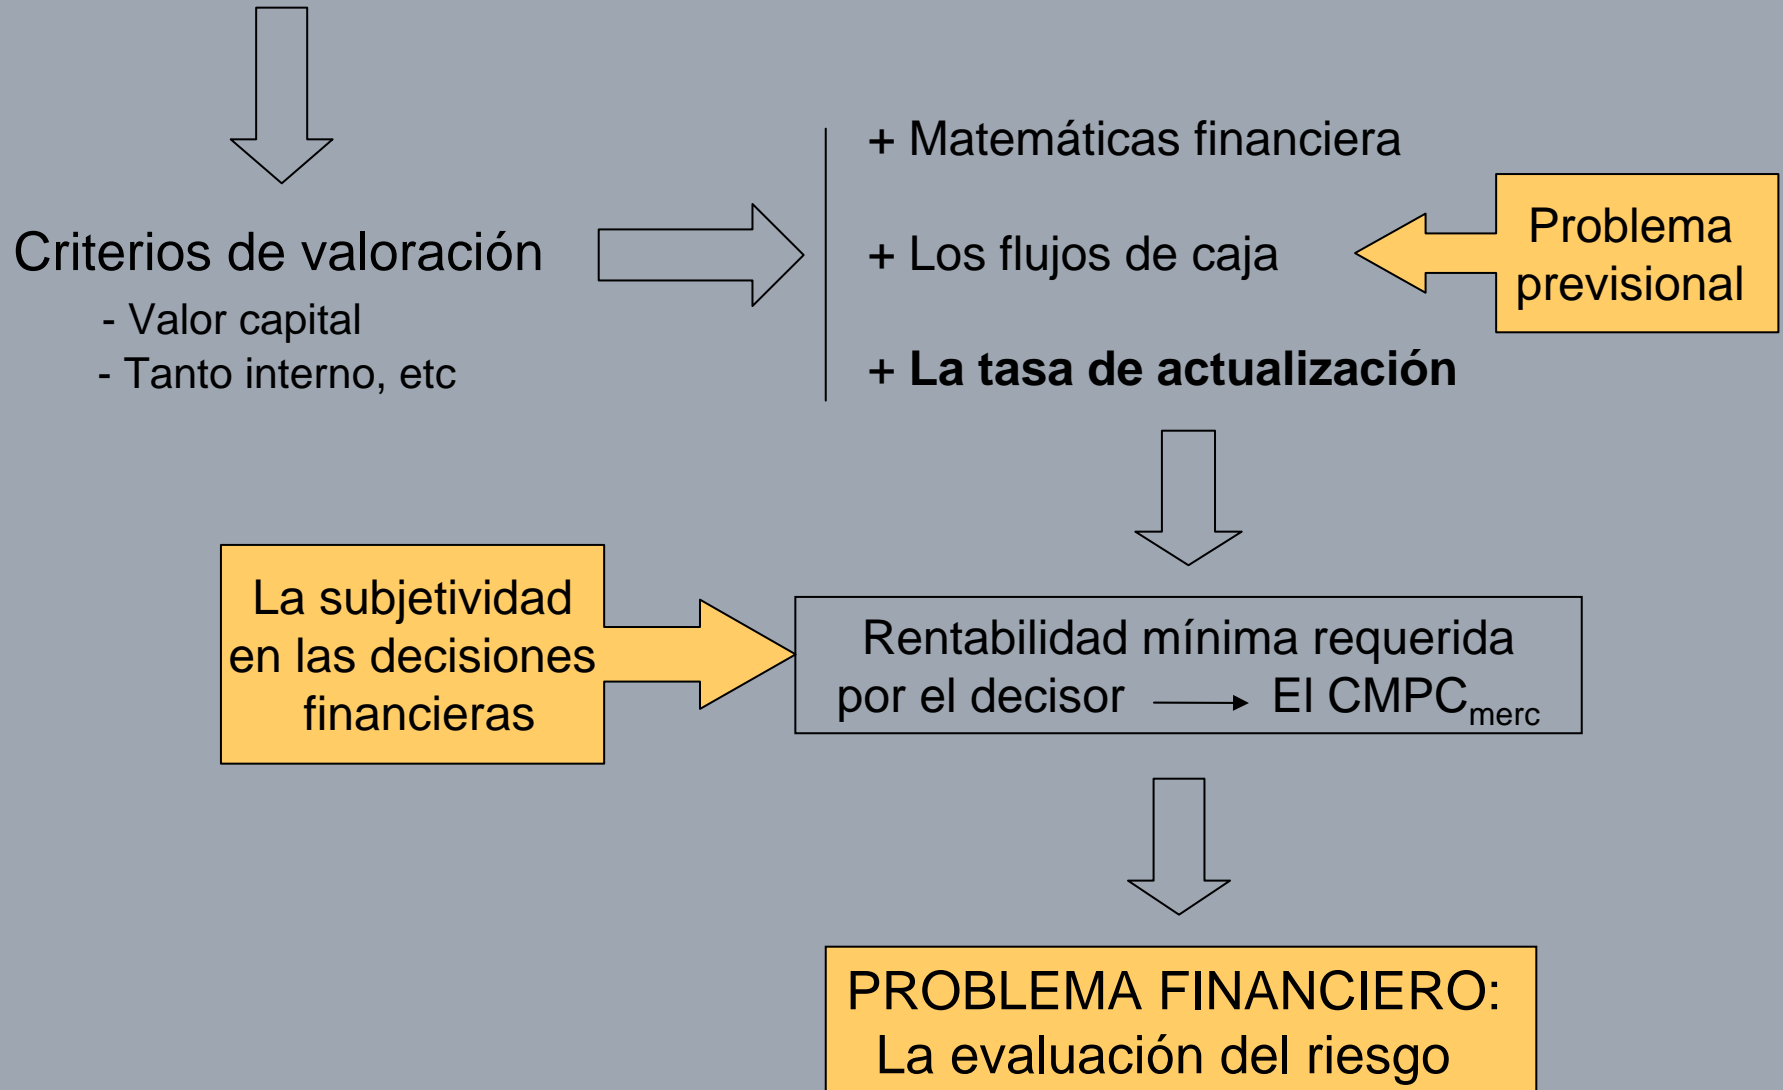 + Matemáticas financiera
Criterios de valoración
- Valor capital
- Tanto interno, etc
+ Los flujos de caja
Problema
previsional
+ La tasa de actualización
La subjetividad
en las decisiones
financieras
Rentabilidad mínima requerida
por el decisor → El CMPCmerc
PROBLEMA FINANCIERO:
La evaluación del riesgo